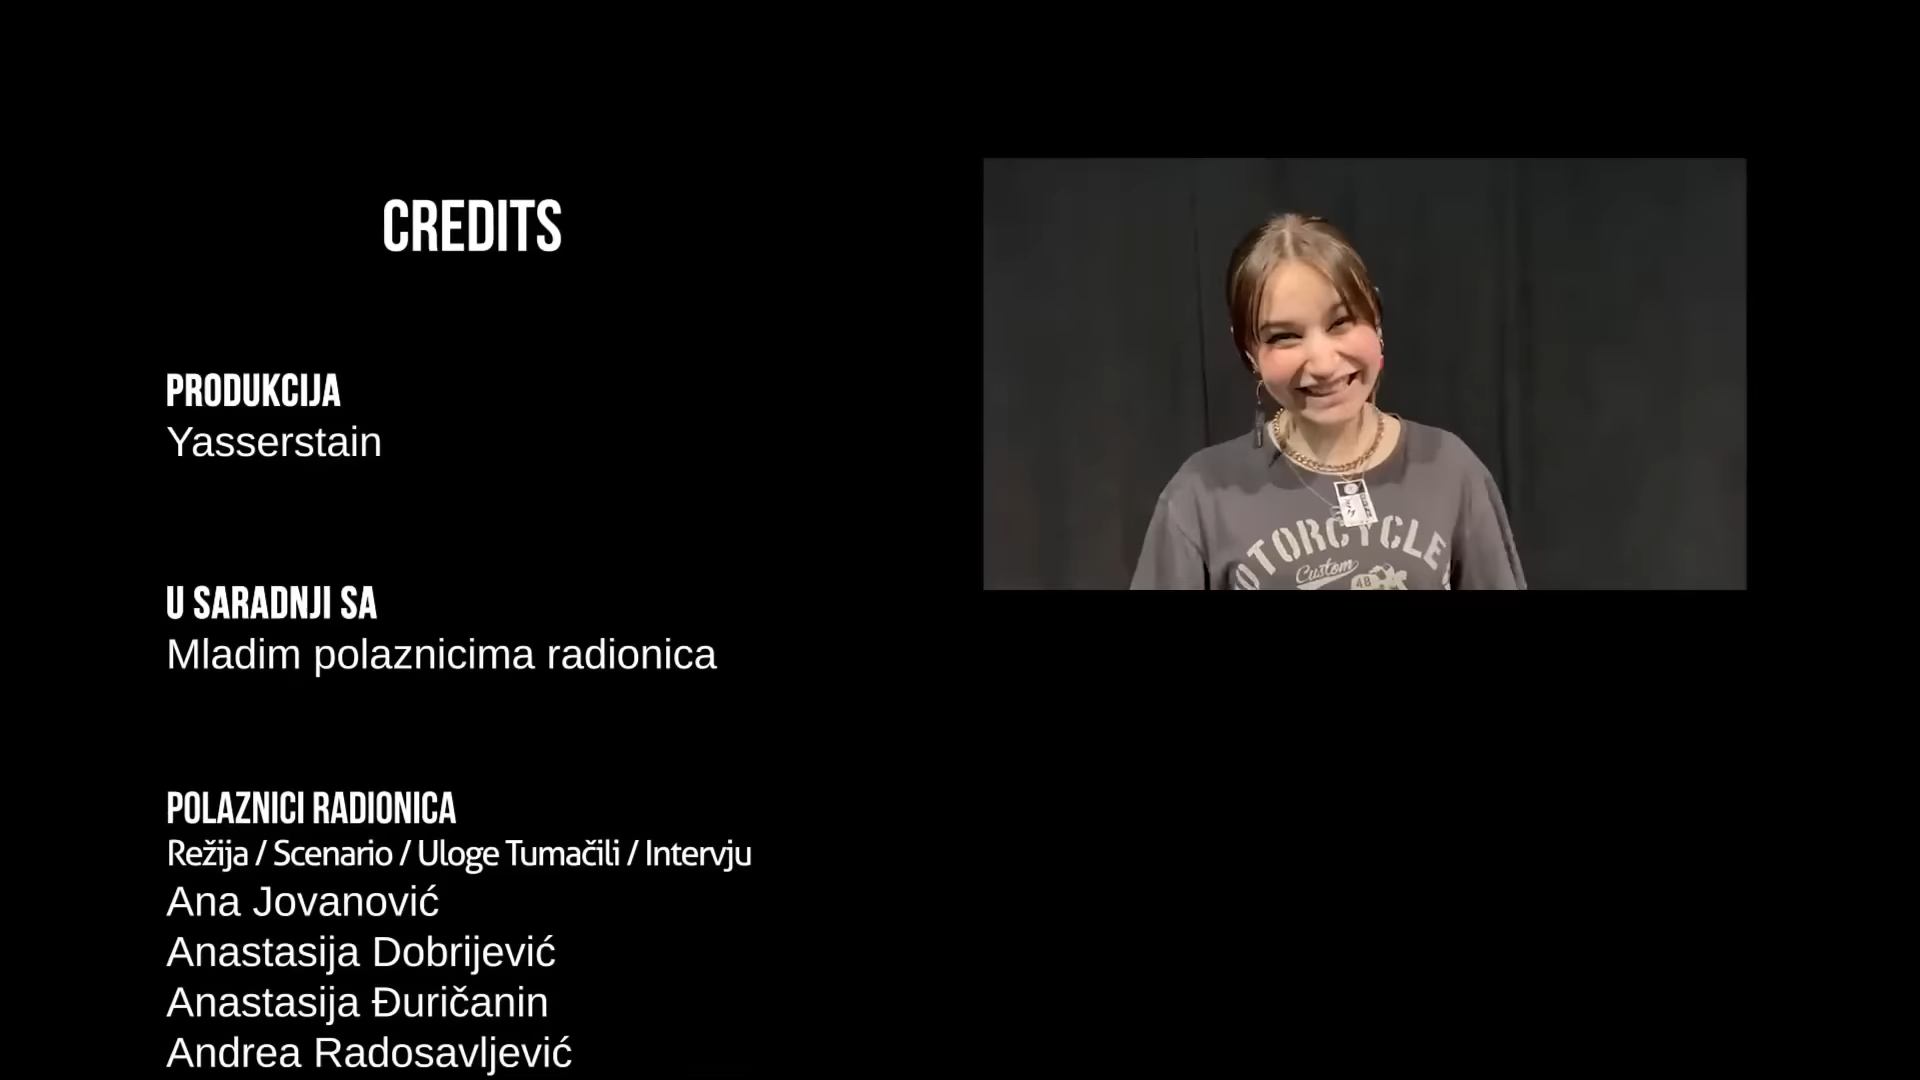 CREDITS
PRODUKCIJA
Yasserstain
U SARADNJI SA
Mladim polaznicima radionica
POLAZNICI RADIONICA
Režija / Scenario / Uloge Tumačili / Intervju
Ana Jovanović
Anastasija Dobrijević
Anastasija Đuričanin
Andrea Radosavljević
OTORCYCLE
Custom
48